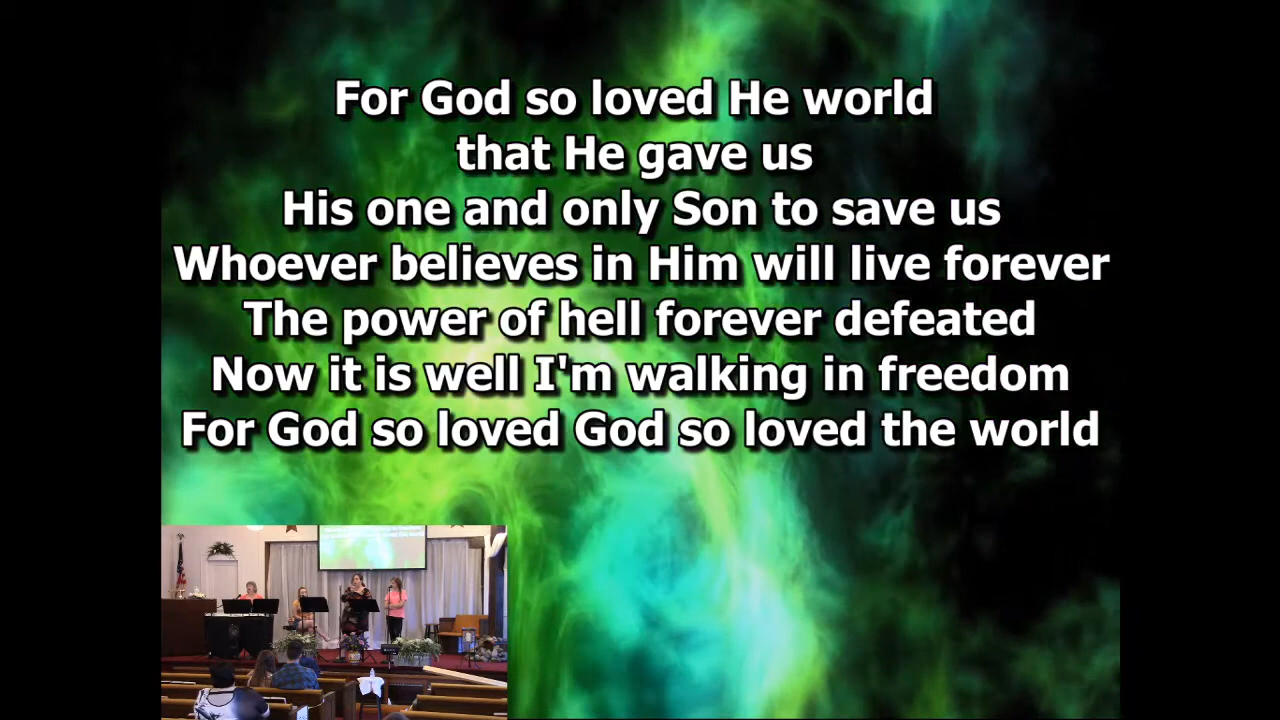 For God so loved He world
that He gave us
His one and only Son to save us
Whoever believes in Him will live forever
The power of hell forever defeated
Now it is well I'm walking in freedom
For God so loved God so loved the world